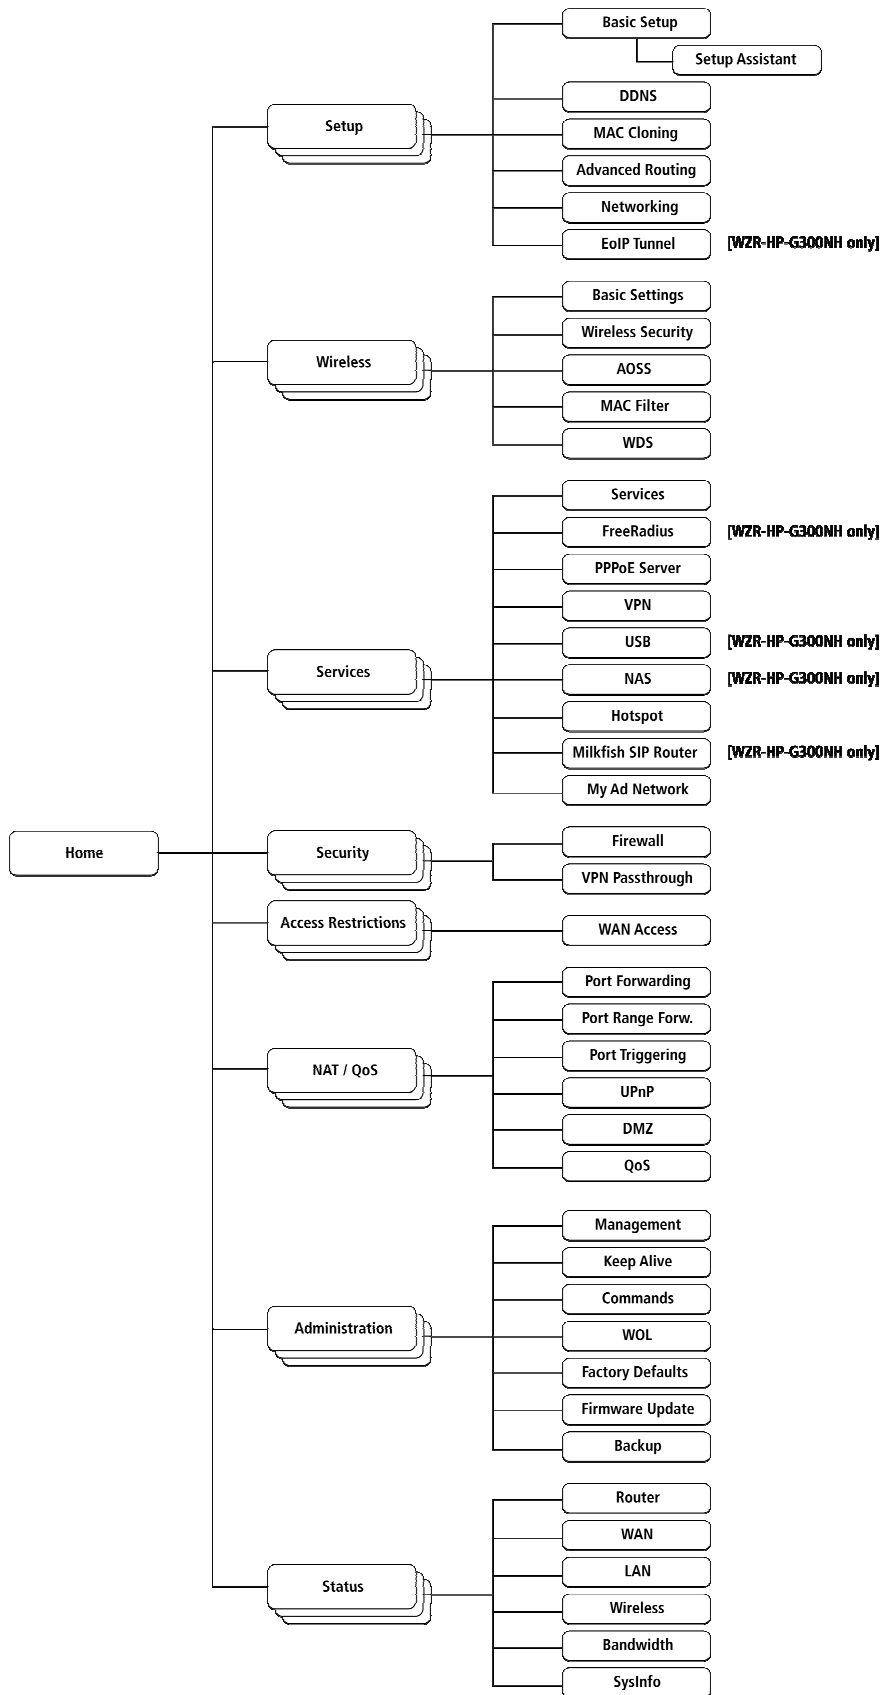 Basic Setup
Setup Assistant
Setup
DDNS
MAC Cloning
Advanced Routing
Networking
EoIP Tunnel [WZR-HP-G300NH only]
Wireless
Basic Settings
Wireless Security
AOSS
MAC Filter
WDS
Services
Services
FreeRadius [WZR-HP-G300NH only]
PPPoE Server
VPN
USB [WZR-HP-G300NH only]
NAS [WZR-HP-G300NH only]
Hotspot
Milkfish SIP Router [WZR-HP-G300NH only]
My Ad Network
Home
Security
Firewall
VPN Passthrough
Access Restrictions
WAN Access
NAT / QoS
Port Forwarding
Port Range Forw.
Port Triggering
UPnP
DMZ
QoS
Administration
Management
Keep Alive
Commands
WOL
Factory Defaults
Firmware Update
Backup
Status
Router
WAN
LAN
Wireless
Bandwidth
SysInfo